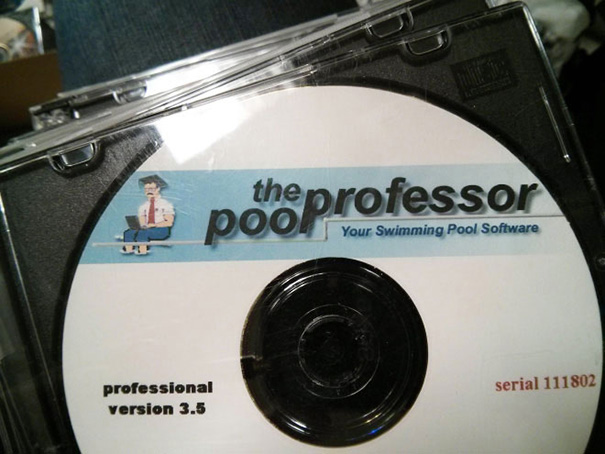 the
poolprofessor
Your Swimming Pool Software
professional
version 3.5
serial 111802